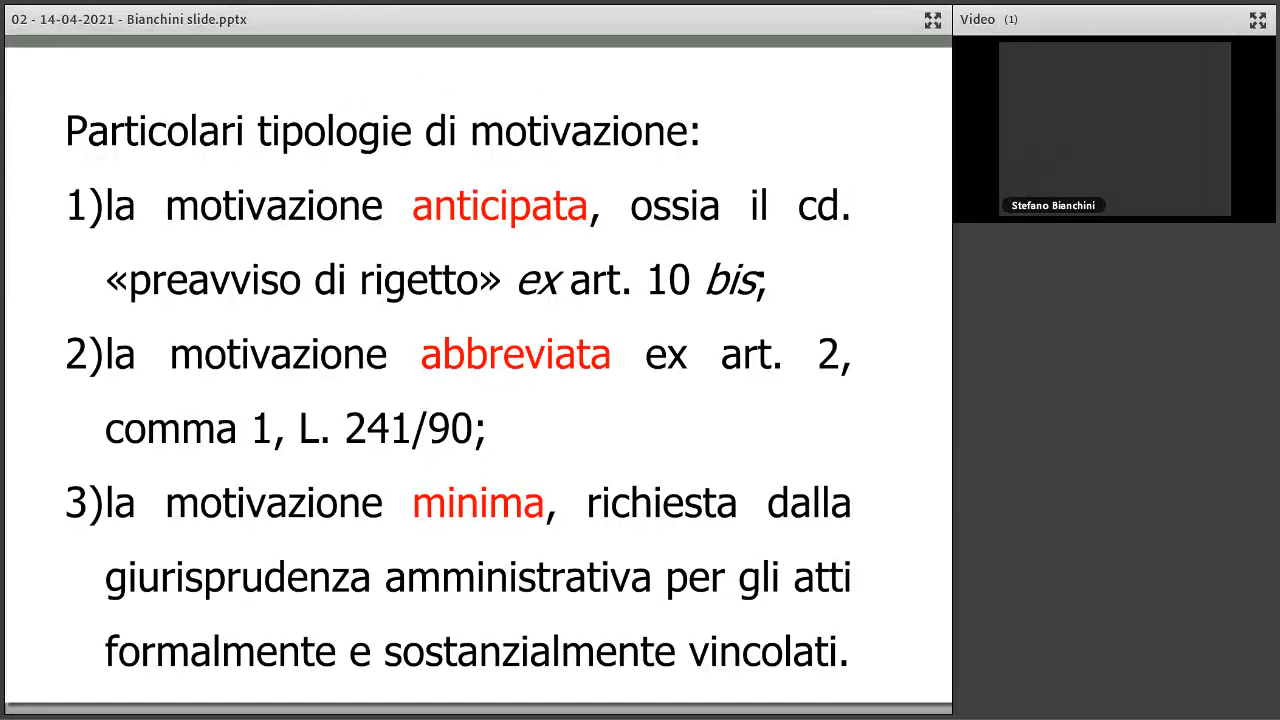 02 - 14-04-2021 - Bianchini slide.pptx
Video (1)
Particolari tipologie di motivazione:
1)la motivazione anticipata, ossia il cd.
«preavviso di rigetto» ex art. 10 bis;
2)la motivazione abbreviata ex art. 2,
comma 1, L. 241/90;
3)la motivazione minima, richiesta dalla
giurisprudenza amministrativa per gli atti
formalmente e sostanzialmente vincolati.
Stefano Bianchini